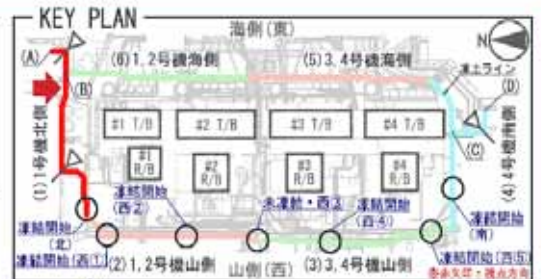 KEY PLAN
海側(東)
N
(A)
(6)1,2号機海側
(5)3,4号機海側
凍土ライン
(B)
(D)
(1)1号機北側
#1 T/B
#2 T/B
#3 T/B
#4 T/B
(C)
(4)4号機南側
#1
R/B
#2
R/B
#3
R/B
#4
R/B
凍結開始
(西②)
未凍結・西③
凍結開始
(西④)
凍結開始
(北)
凍結開始
(南)
凍結開始(西①)
(2)1,2号機山側
山側(西)
(3)3,4号機山側
凍結開始(西⑤)